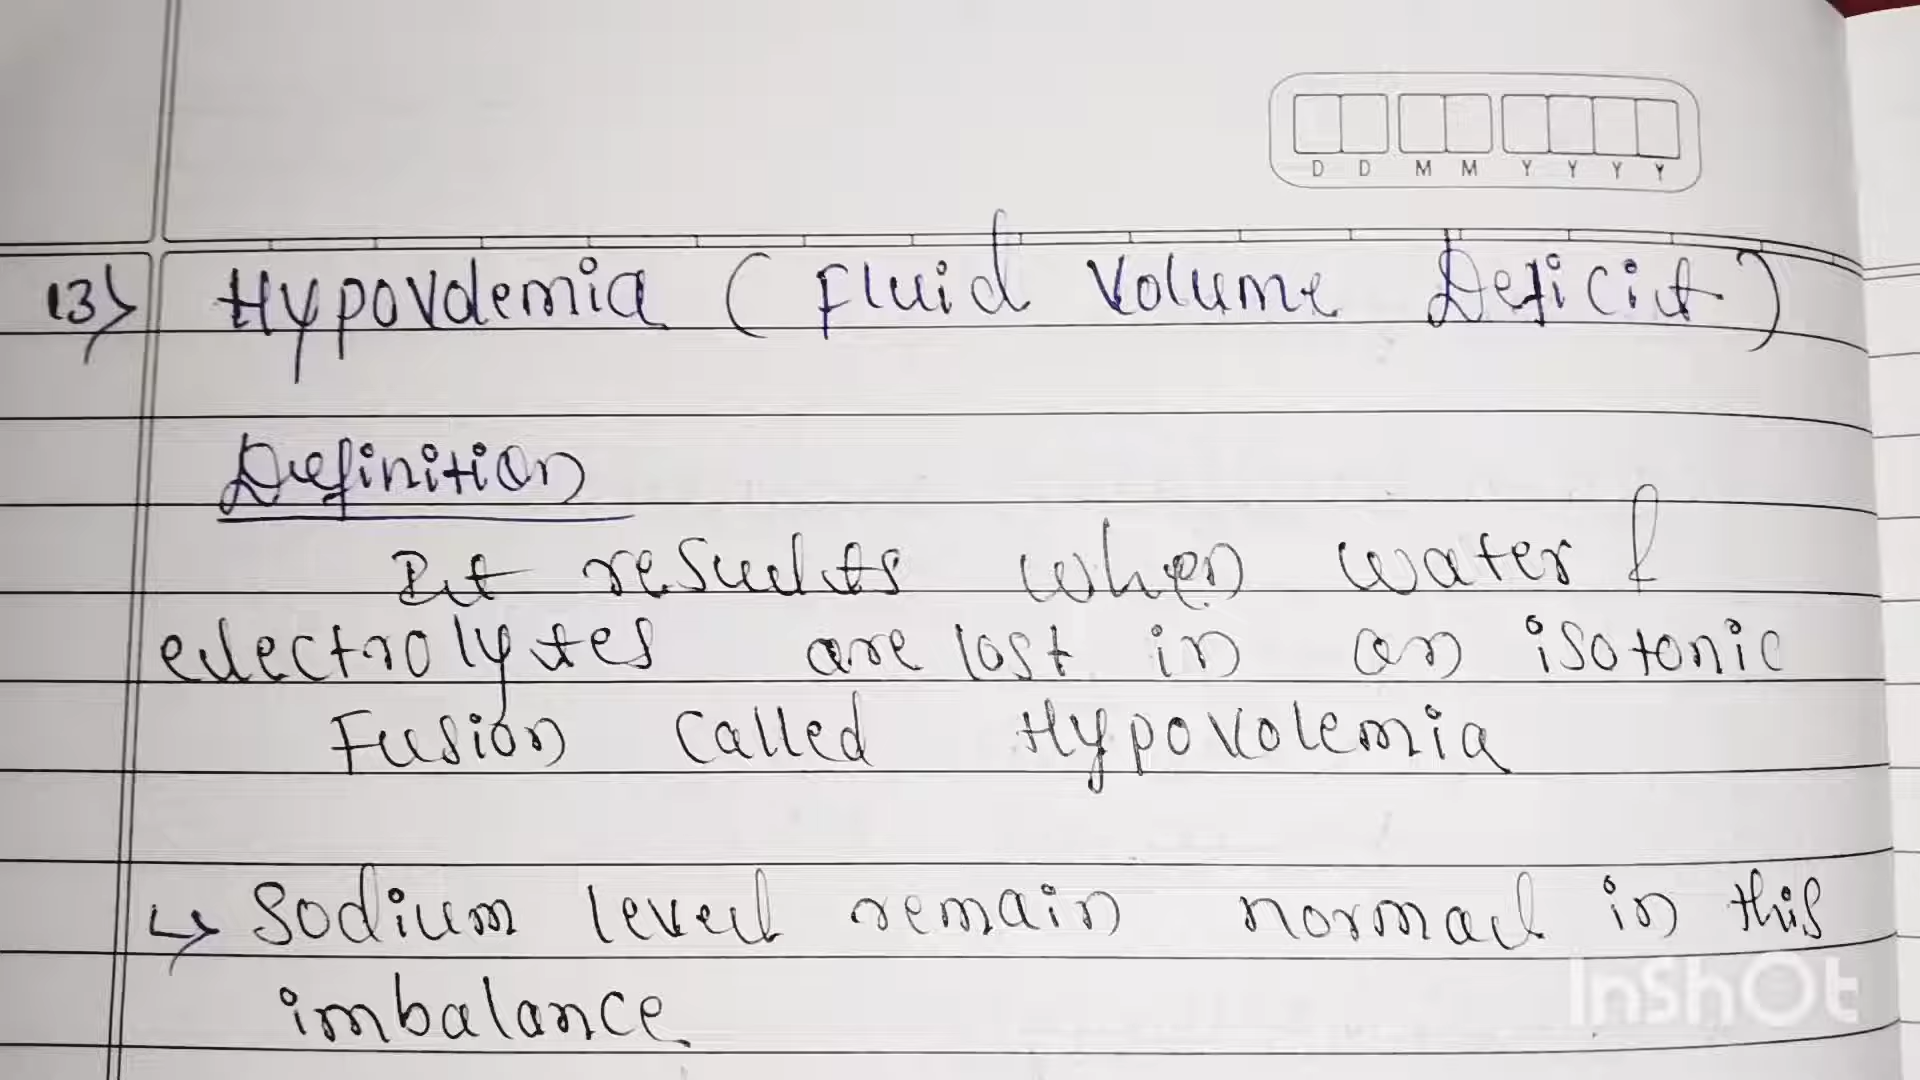 D D M M Y Y Y Y
13) Hypovolemia ( Fluid Volume Deficit )
Definition
It results when water &
electrolytes are lost in an isotonic
Fusion called Hypovolemia
↳ Sodium level remain normal in this
imbalance
InShOt